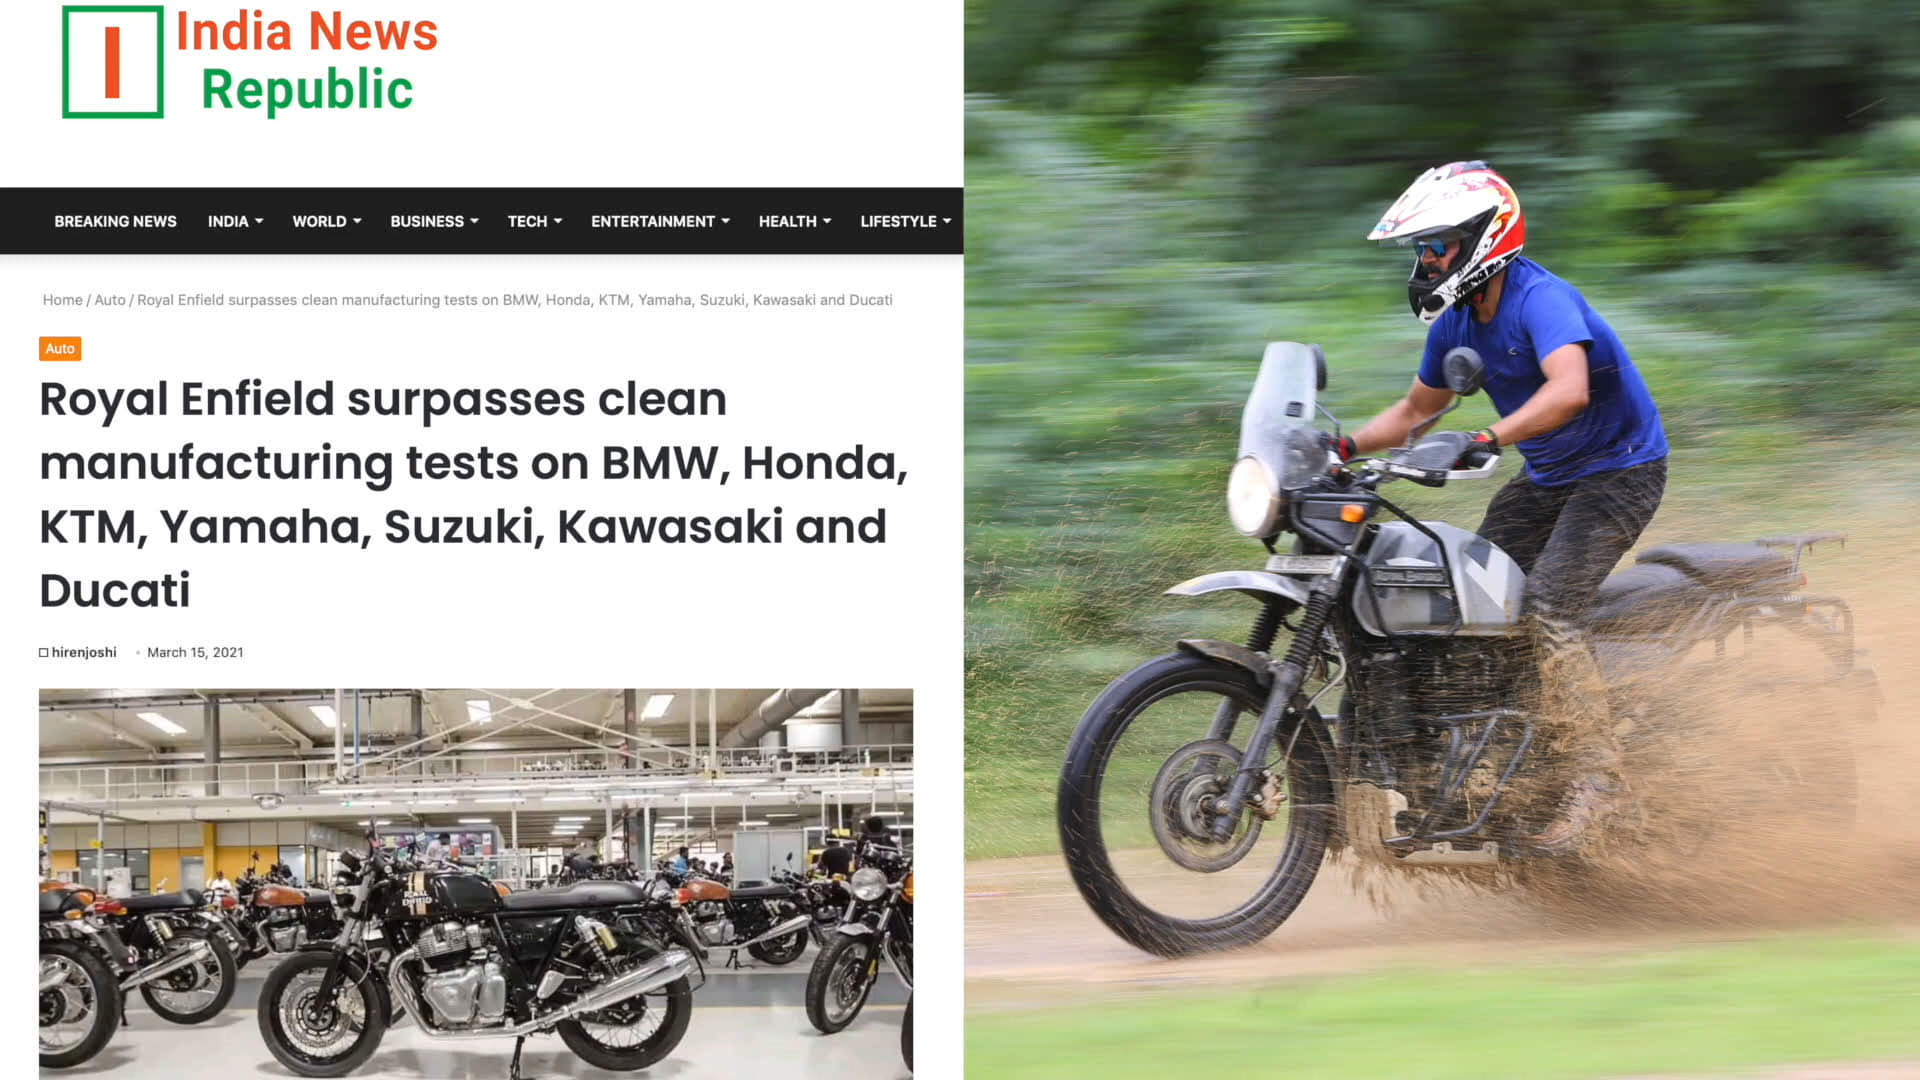 India News
Republic
BREAKING NEWS INDIA WORLD BUSINESS TECH ENTERTAINMENT HEALTH LIFESTYLE
Home / Auto / Royal Enfield surpasses clean manufacturing tests on BMW, Honda, KTM, Yamaha, Suzuki, Kawasaki and Ducati
Auto
Royal Enfield surpasses clean
manufacturing tests on BMW, Honda,
KTM, Yamaha, Suzuki, Kawasaki and
Ducati
hirenjoshi • March 15, 2021
ROYAL
ENFIELD